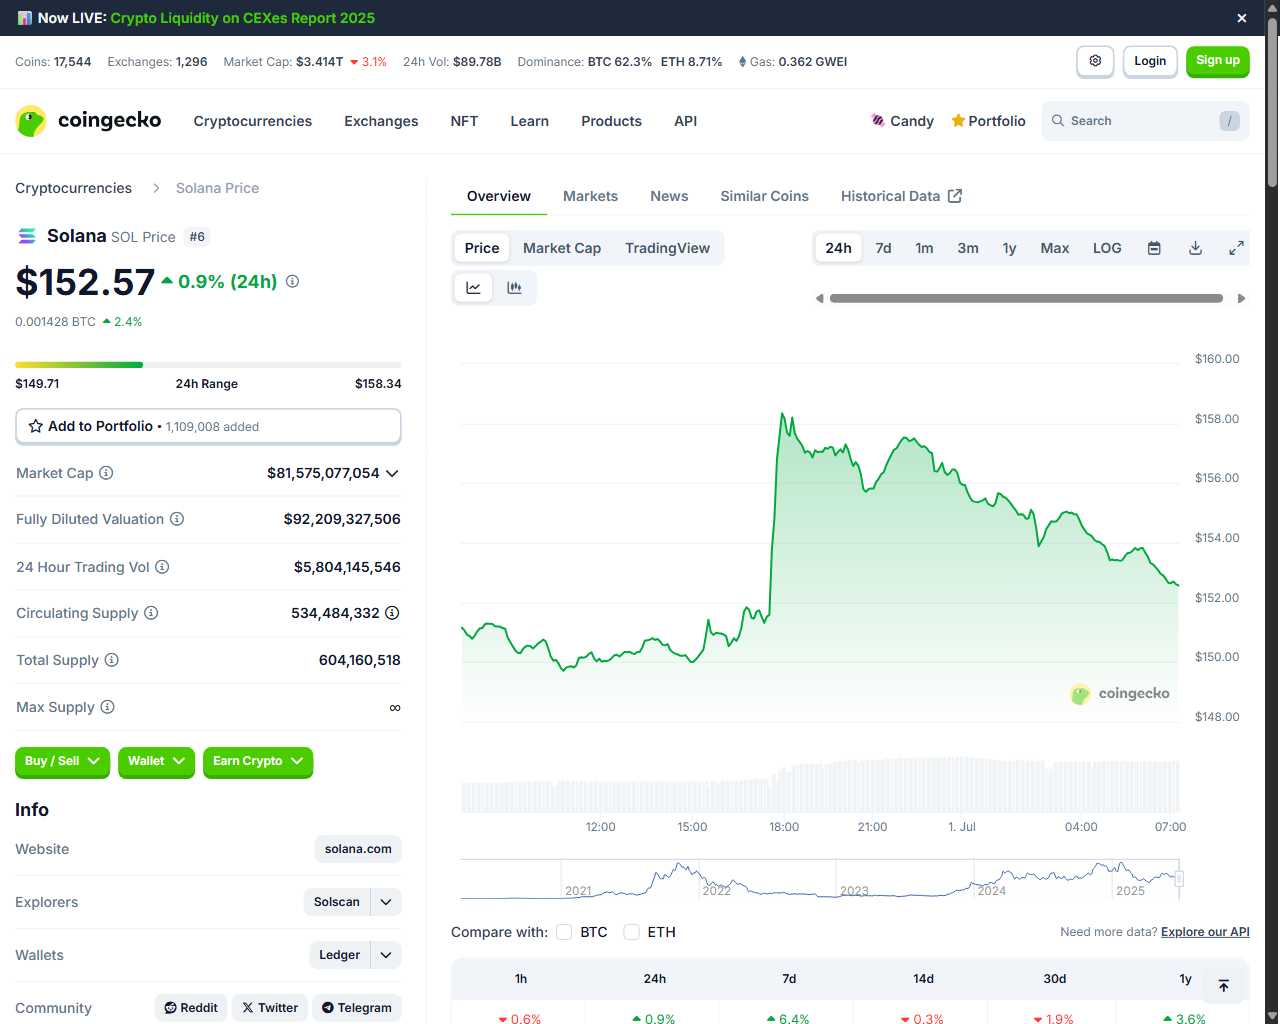 Now LIVE: Crypto Liquidity on CEXes Report 2025
Coins: 17,544 Exchanges: 1,296 Market Cap: $3.414T 3.1% 24h Vol: $89.78B Dominance: BTC 62.3% ETH 8.71% Gas: 0.362 GWEI
Login
Sign up
coingecko
Cryptocurrencies Exchanges NFT Learn Products API
Candy Portfolio
Search /
Cryptocurrencies > Solana Price
Solana SOL Price #6
$152.57 0.9% (24h)
0.001428 BTC 2.4%
$149.71 24h Range $158.34
Add to Portfolio • 1,109,008 added
Market Cap $81,575,077,054
Fully Diluted Valuation $92,209,327,506
24 Hour Trading Vol $5,804,145,546
Circulating Supply 534,484,332
Total Supply 604,160,518
Max Supply ∞
Buy / Sell Wallet Earn Crypto
Info
Website solana.com
Explorers Solscan
Wallets Ledger
Community Reddit Twitter Telegram
Overview Markets News Similar Coins Historical Data
Price Market Cap TradingView
24h 7d 1m 3m 1y Max LOG
$160.00
$158.00
$156.00
$154.00
$152.00
$150.00
$148.00
coingecko
12:00 15:00 18:00 21:00 1. Jul 04:00 07:00
2021 2022 2023 2024 2025
Compare with: BTC ETH
Need more data? Explore our API
1h 24h 7d 14d 30d 1y
0.6% 0.9% 6.4% 0.3% 1.9% 3.6%